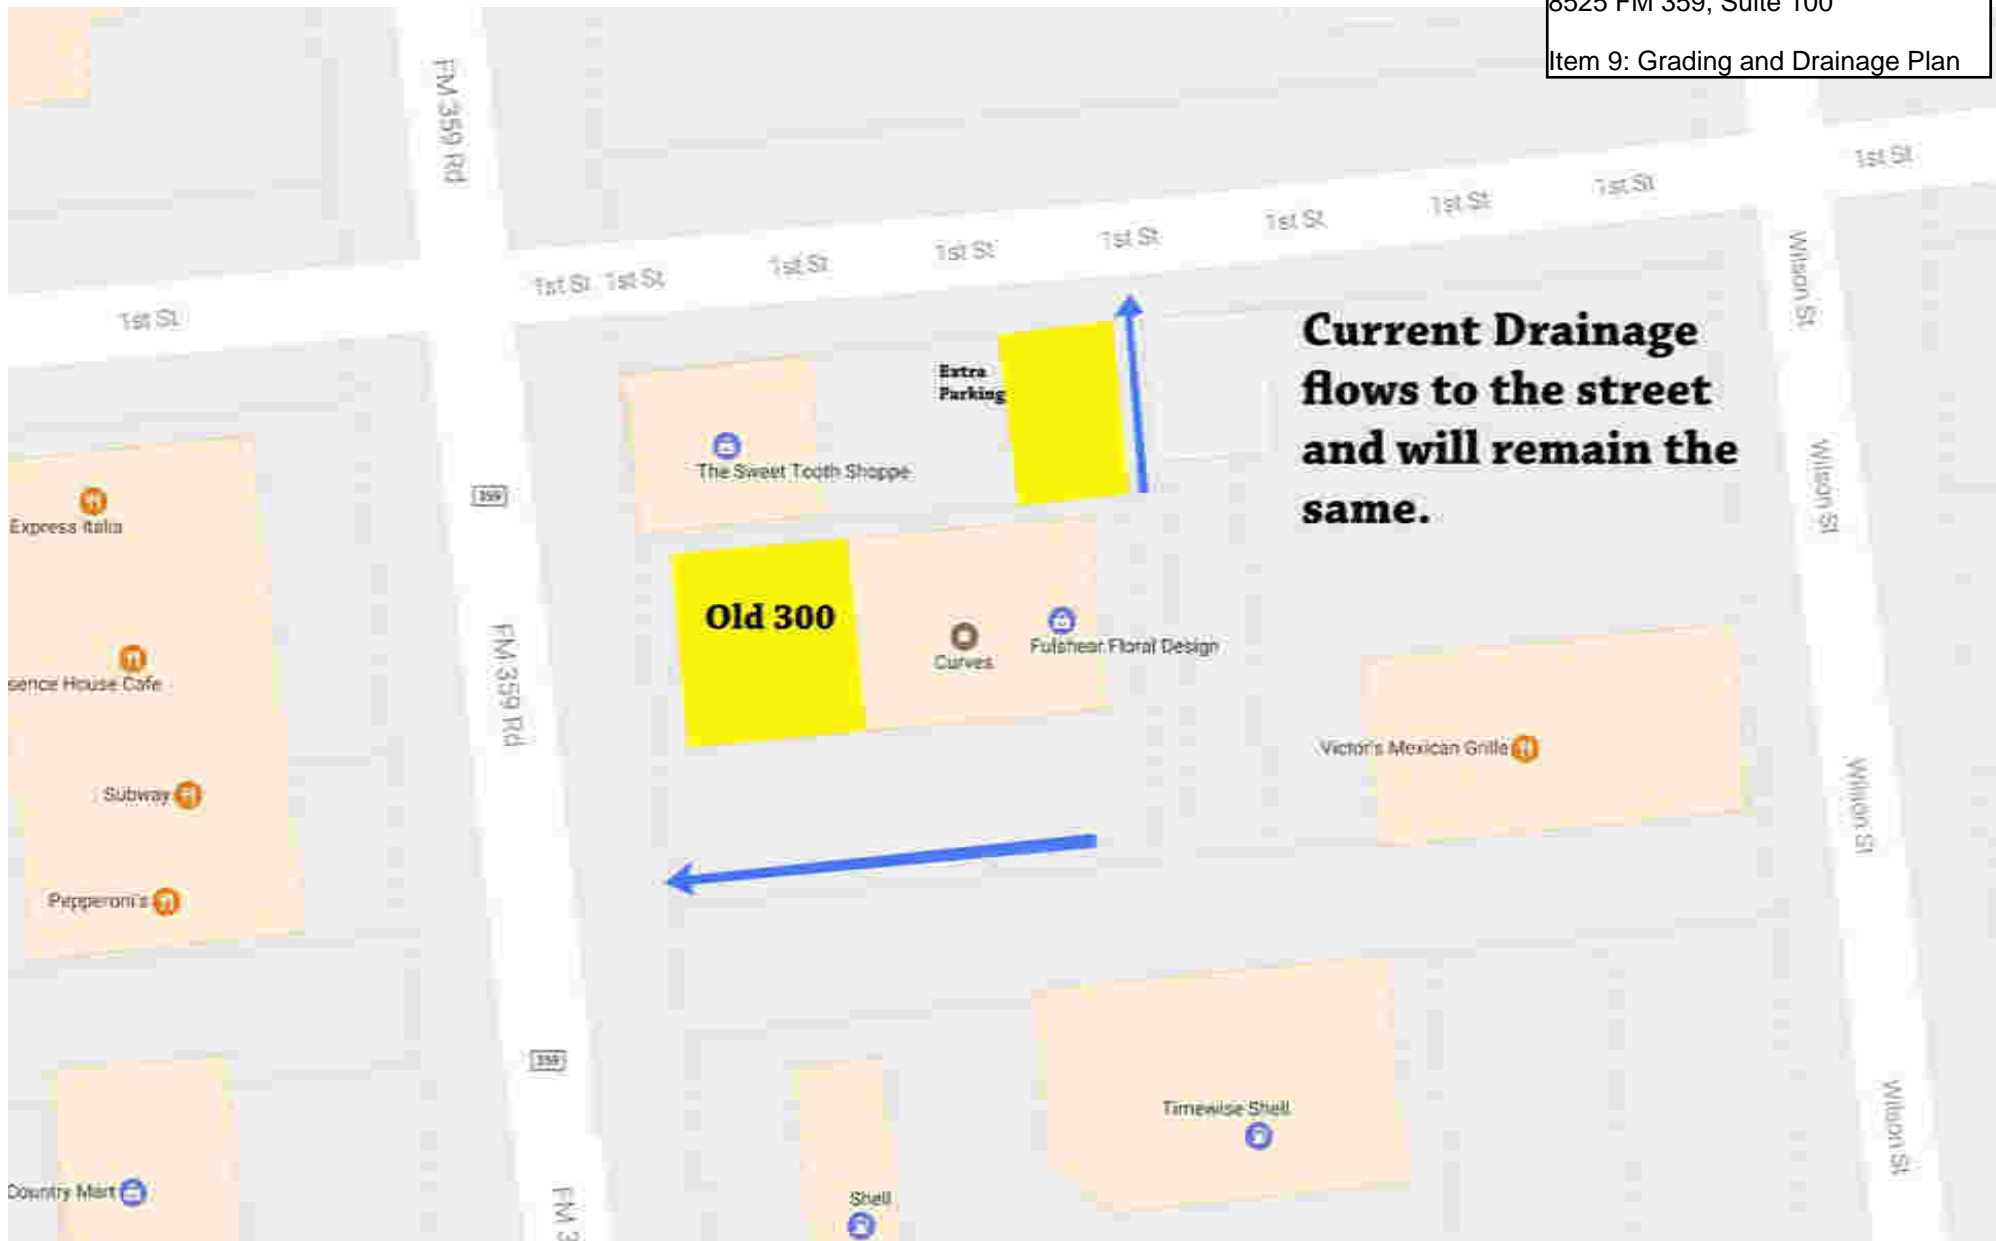 8525 FM 359, Suite 100
Item 9: Grading and Drainage Plan
FM 359 Rd
1st St
1st St
1st St
1st St
1st St
1st St
1st St
1st St
1st St
1st St
Wilson St
Current Drainage
flows to the street
and will remain the
same.
Extra
Parking
The Sweet Tooth Shoppe
359
Express Italia
Wilson St
Old 300
Curves
Fulshear Floral Design
FM 359 Rd
sence House Cafe
Victor's Mexican Grille
Subway
Wilson St
Pepperoni's
359
Timewise Shell
Wilson St
Country Mart
Shell
FM 3